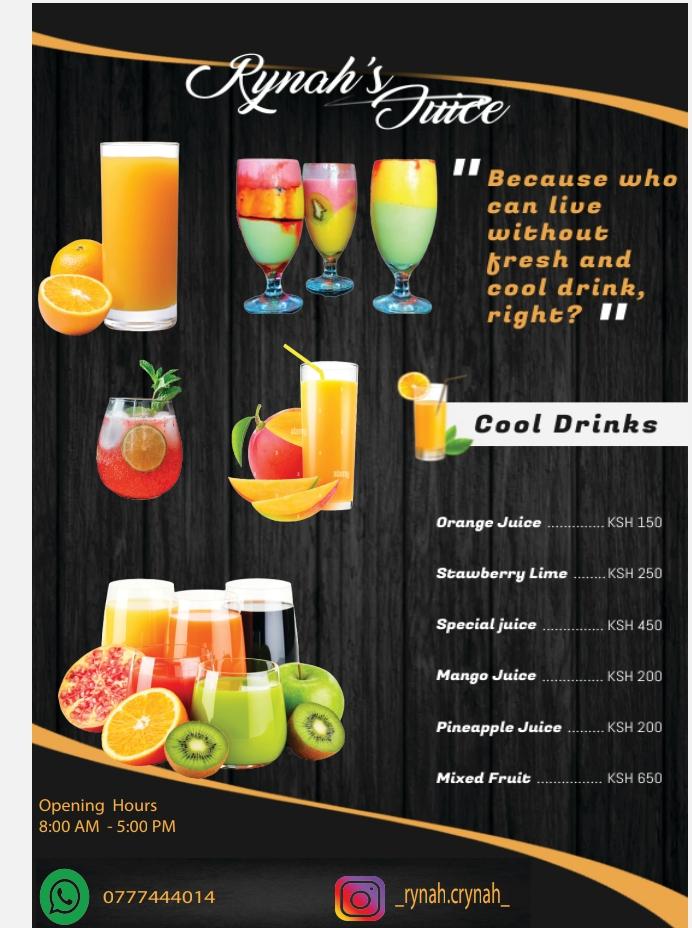 Rynah's
Juice
" Because who
can live
without
fresh and
cool drink,
right? "
Cool Drinks
Orange Juice ............. KSH 150
Stawberry Lime ........ KSH 250
Special juice .............. KSH 450
Mango Juice .............. KSH 200
Pineapple Juice ........ KSH 200
Mixed Fruit ............... KSH 650
Opening Hours
8:00 AM - 5:00 PM
0777444014
_rynah.crynah_